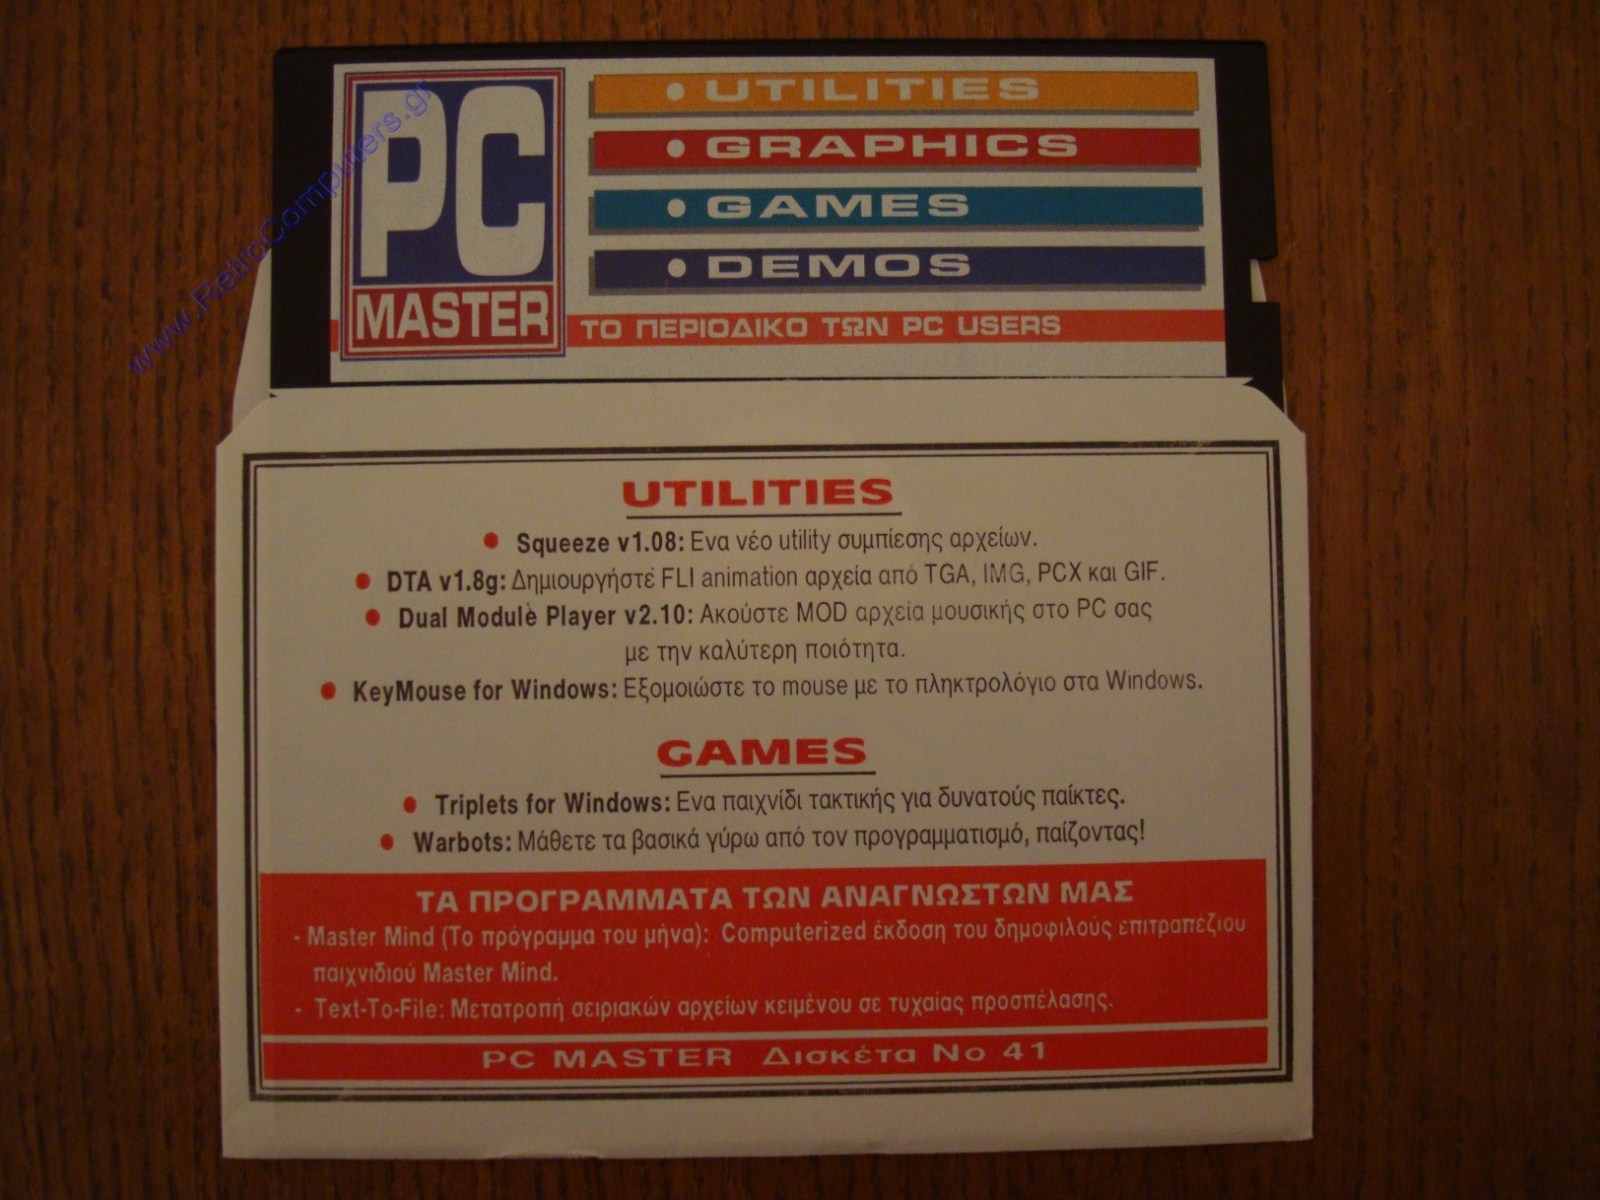 www.RetroComputers.gr
PC
MASTER
• UTILITIES
• GRAPHICS
• GAMES
• DEMOS
ΤΟ ΠΕΡΙΟΔΙΚΟ ΤΩΝ PC USERS
UTILITIES
• Squeeze v1.08: Ενα νέο utility συμπίεσης αρχείων.
• DTA v1.8g: Δημιουργήστε FLI animation αρχεία από TGA, IMG, PCX και GIF.
• Dual Module Player v2.10: Ακούστε MOD αρχεία μουσικής στο PC σας
με την καλύτερη ποιότητα.
• KeyMouse for Windows: Εξομοιώστε το mouse με το πληκτρολόγιο στα Windows.
GAMES
• Triplets for Windows: Ενα παιχνίδι τακτικής για δυνατούς παίκτες.
• Warbots: Μάθετε τα βασικά γύρω από τον προγραμματισμό, παίζοντας!
ΤΑ ΠΡΟΓΡΑΜΜΑΤΑ ΤΩΝ ΑΝΑΓΝΩΣΤΩΝ ΜΑΣ
- Master Mind (Το πρόγραμμα του μήνα): Computerized έκδοση του δημοφιλούς επιτραπέζιου
παιχνιδιού Master Mind.
- Text-To-File: Μετατροπή σειριακών αρχείων κειμένου σε τυχαίας προσπέλασης.
PC MASTER Δισκέτα Νο 41